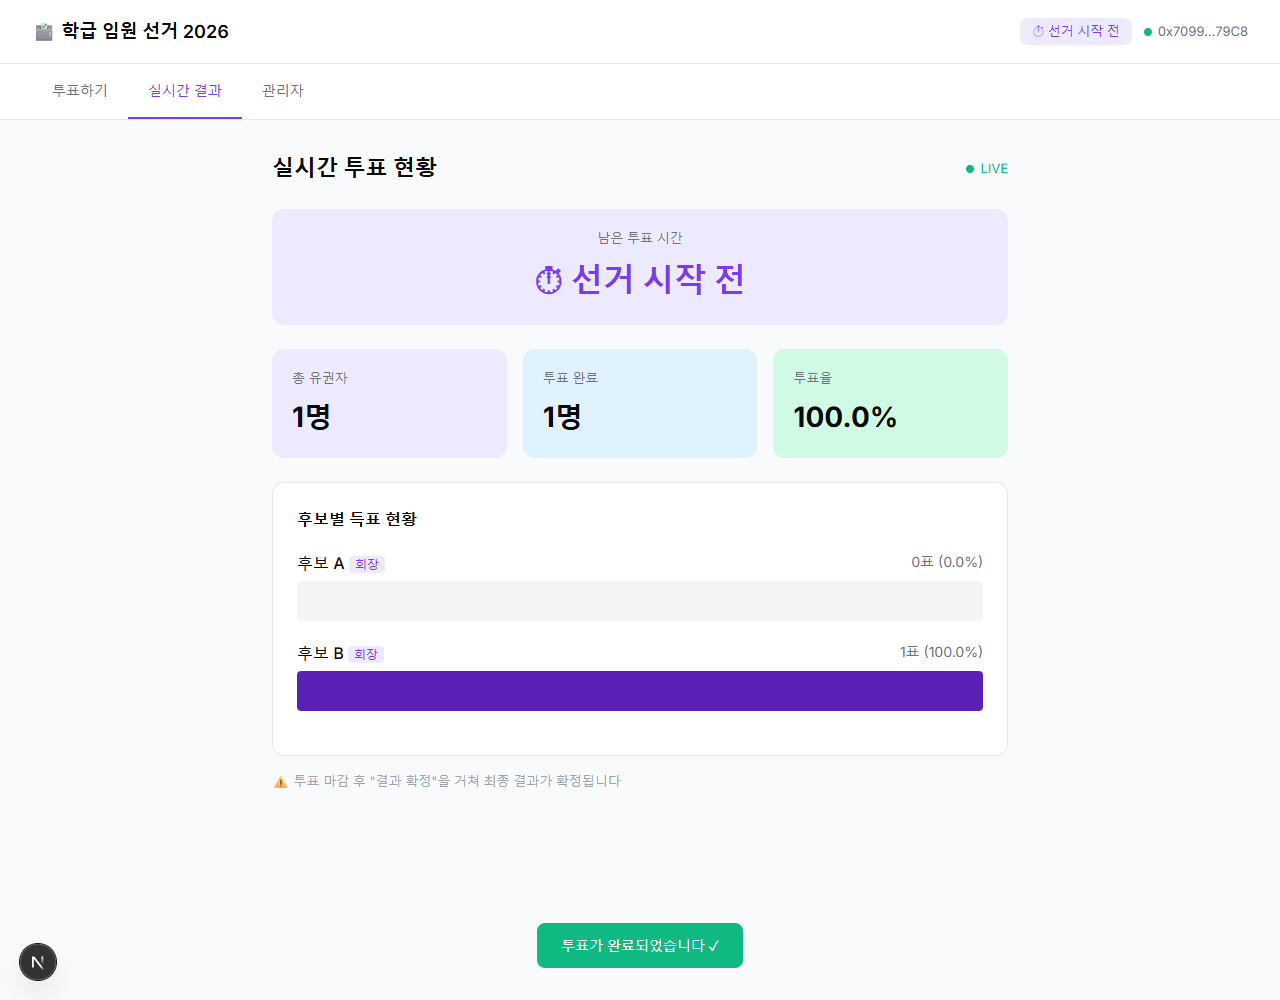 학급 임원 선거 2026
⏱ 선거 시작 전
0x7099...79C8
투표하기
실시간 결과
관리자
실시간 투표 현황
LIVE
남은 투표 시간
⏱ 선거 시작 전
총 유권자
1명
투표 완료
1명
투표율
100.0%
후보별 득표 현황
후보 A 회장
0표 (0.0%)
후보 B 회장
1표 (100.0%)
⚠️ 투표 마감 후 "결과 확정"을 거쳐 최종 결과가 확정됩니다
투표가 완료되었습니다 ✓
N